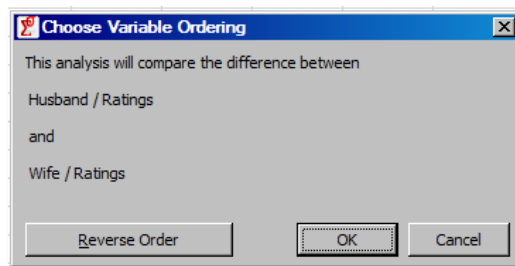 Choose Variable Ordering
This analysis will compare the difference between
Husband / Ratings
and
Wife / Ratings
Reverse Order
OK
Cancel